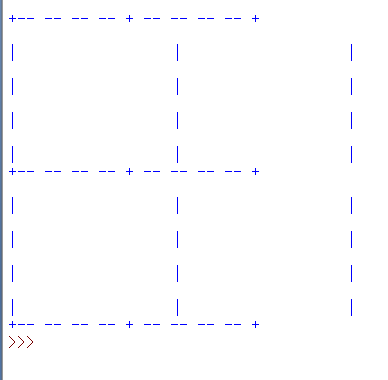 +-- -- -- -- + -- -- -- -- +
|                  |                   |
|                  |                   |
|                  |                   |
|                  |                   |
+-- -- -- -- + -- -- -- -- +
|                  |                   |
|                  |                   |
|                  |                   |
|                  |                   |
+-- -- -- -- + -- -- -- -- +
>>>